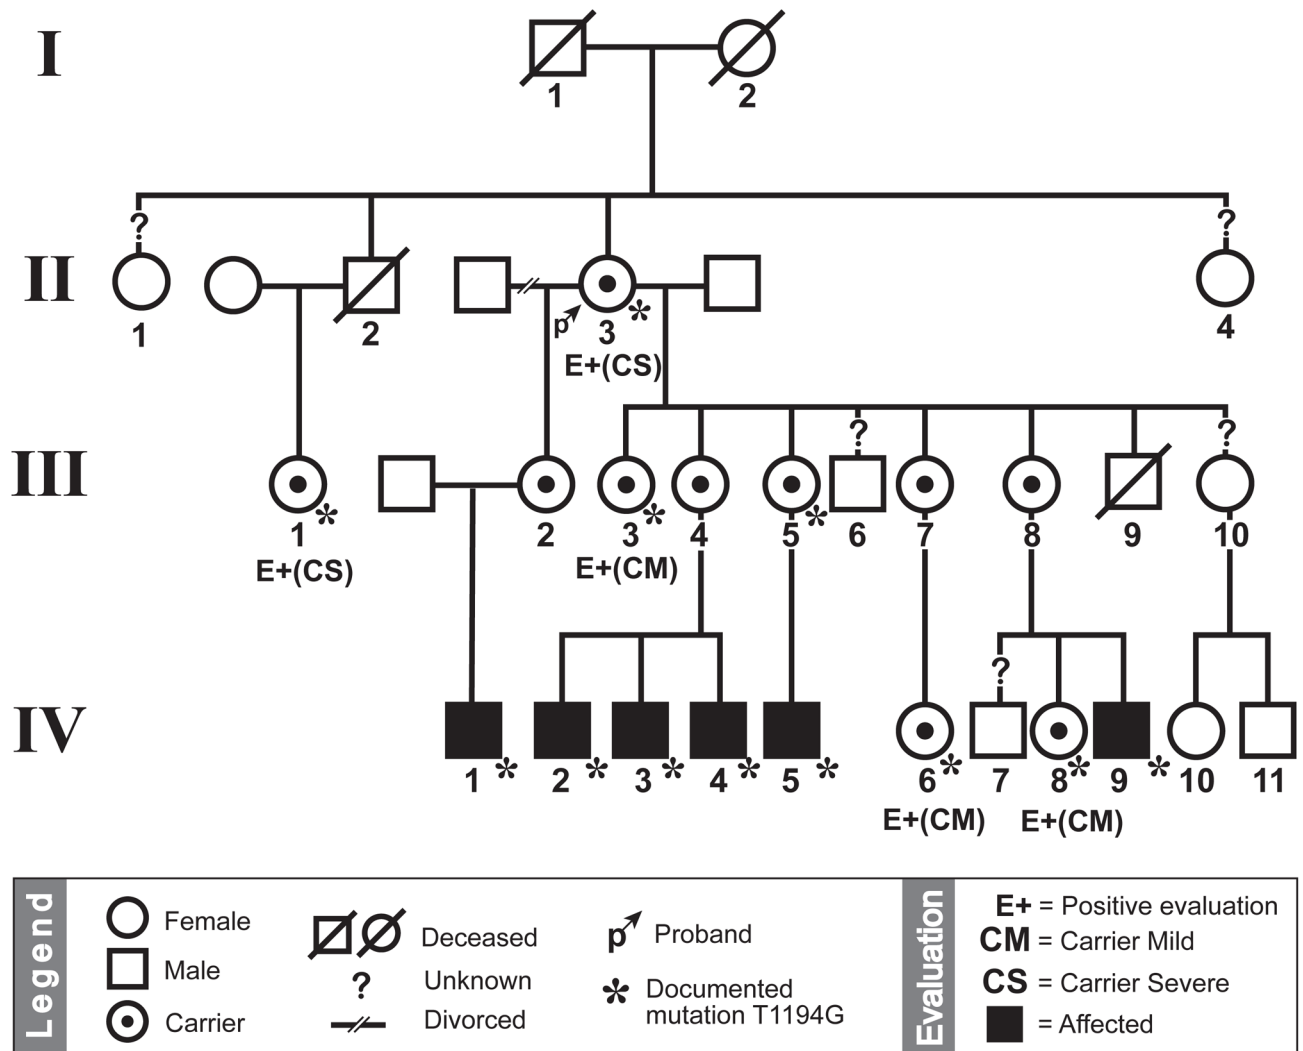 I
1 2
? ?
II
p
1 2 3 * 4
E+(CS)
? ?
III
1 * 2 3 * 4 5 * 6 7 8 9 10
E+(CS) E+(CM)
?
IV
1 * 2 * 3 * 4 * 5 * 6 * 7 8 * 9 * 10 11
E+(CM) E+(CM)
Legend
Female
Male
Carrier
Deceased
? Unknown
Divorced
p Proband
* Documented
mutation T1194G
Evaluation
E+ = Positive evaluation
CM = Carrier Mild
CS = Carrier Severe
= Affected